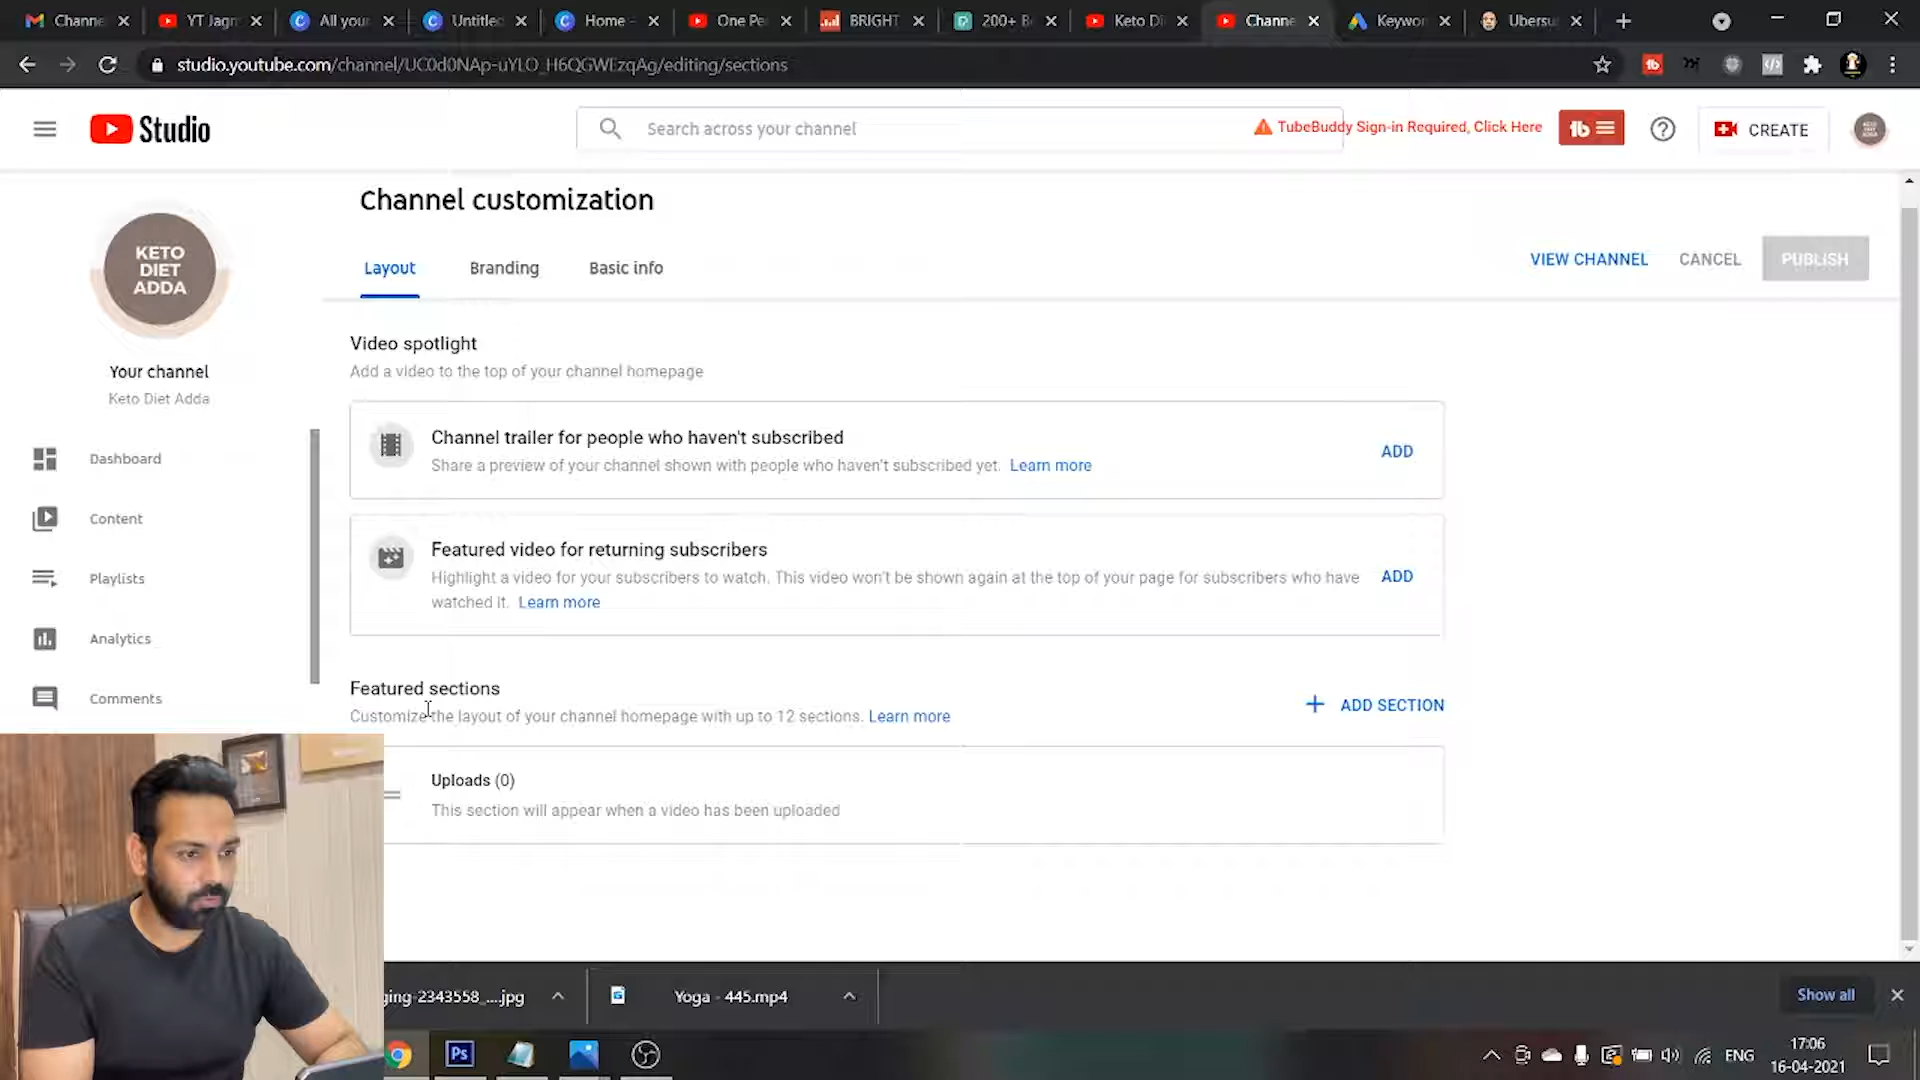 Channe
YT Jagn
All your
Untitle
Home -
One Pe
BRIGHT
200+ B
Keto Di
Channe
Keywor
Ubersu
studio.youtube.com/channel/UC0d0NAp-uYLO_H6QGWEzqAg/editing/sections
Studio
Search across your channel
TubeBuddy Sign-in Required, Click Here
CREATE
Channel customization
KETO
DIET
ADDA
Layout
Branding
Basic info
VIEW CHANNEL
CANCEL
PUBLISH
Your channel
Keto Diet Adda
Video spotlight
Add a video to the top of your channel homepage
Channel trailer for people who haven't subscribed
Share a preview of your channel shown with people who haven't subscribed yet. Learn more
ADD
Dashboard
Content
Playlists
Analytics
Comments
Featured video for returning subscribers
Highlight a video for your subscribers to watch. This video won't be shown again at the top of your page for subscribers who have
watched it. Learn more
ADD
Featured sections
Customize the layout of your channel homepage with up to 12 sections. Learn more
ADD SECTION
Uploads (0)
This section will appear when a video has been uploaded
ging-2343558_....jpg
Yoga - 445.mp4
Show all
Ps
ENG
17:06
16-04-2021